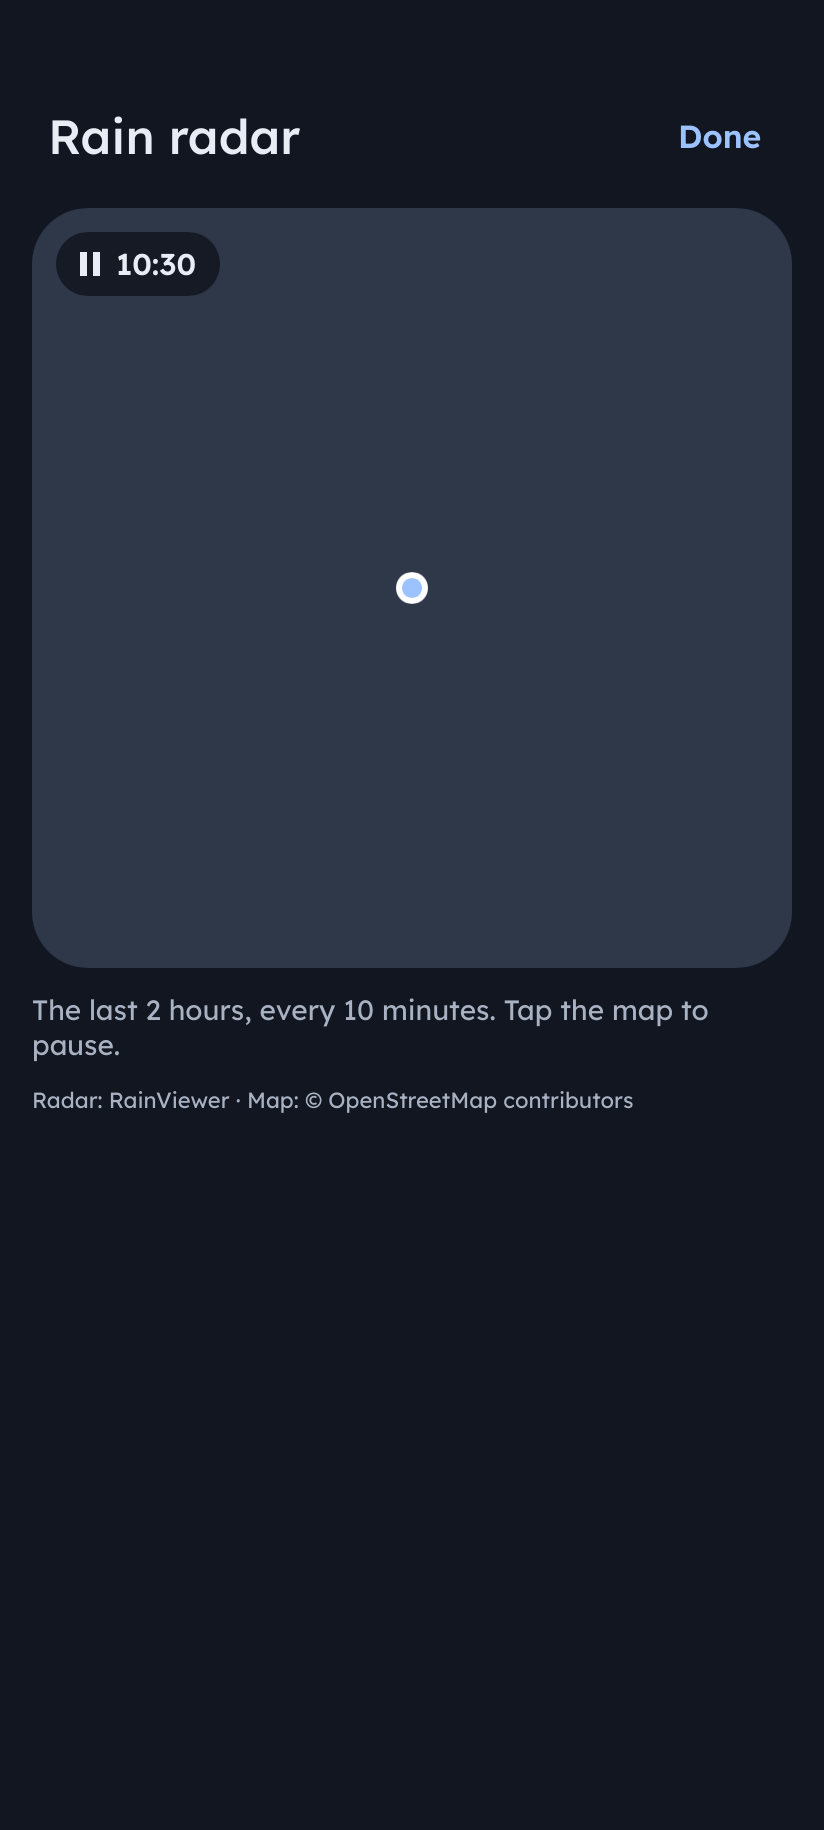 Rain radar
Done
10:30
The last 2 hours, every 10 minutes. Tap the map to
pause.
Radar: RainViewer · Map: © OpenStreetMap contributors